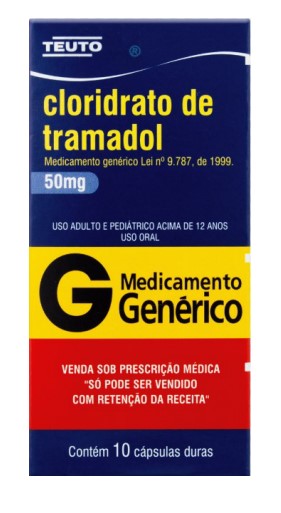 TEUTO ®
cloridrato de
tramadol
Medicamento genérico Lei nº 9.787, de 1999.
50mg
USO ADULTO E PEDIÁTRICO ACIMA DE 12 ANOS
USO ORAL
G Medicamento
Genérico
VENDA SOB PRESCRIÇÃO MÉDICA
"SÓ PODE SER VENDIDO
COM RETENÇÃO DA RECEITA"
Contém 10 cápsulas duras